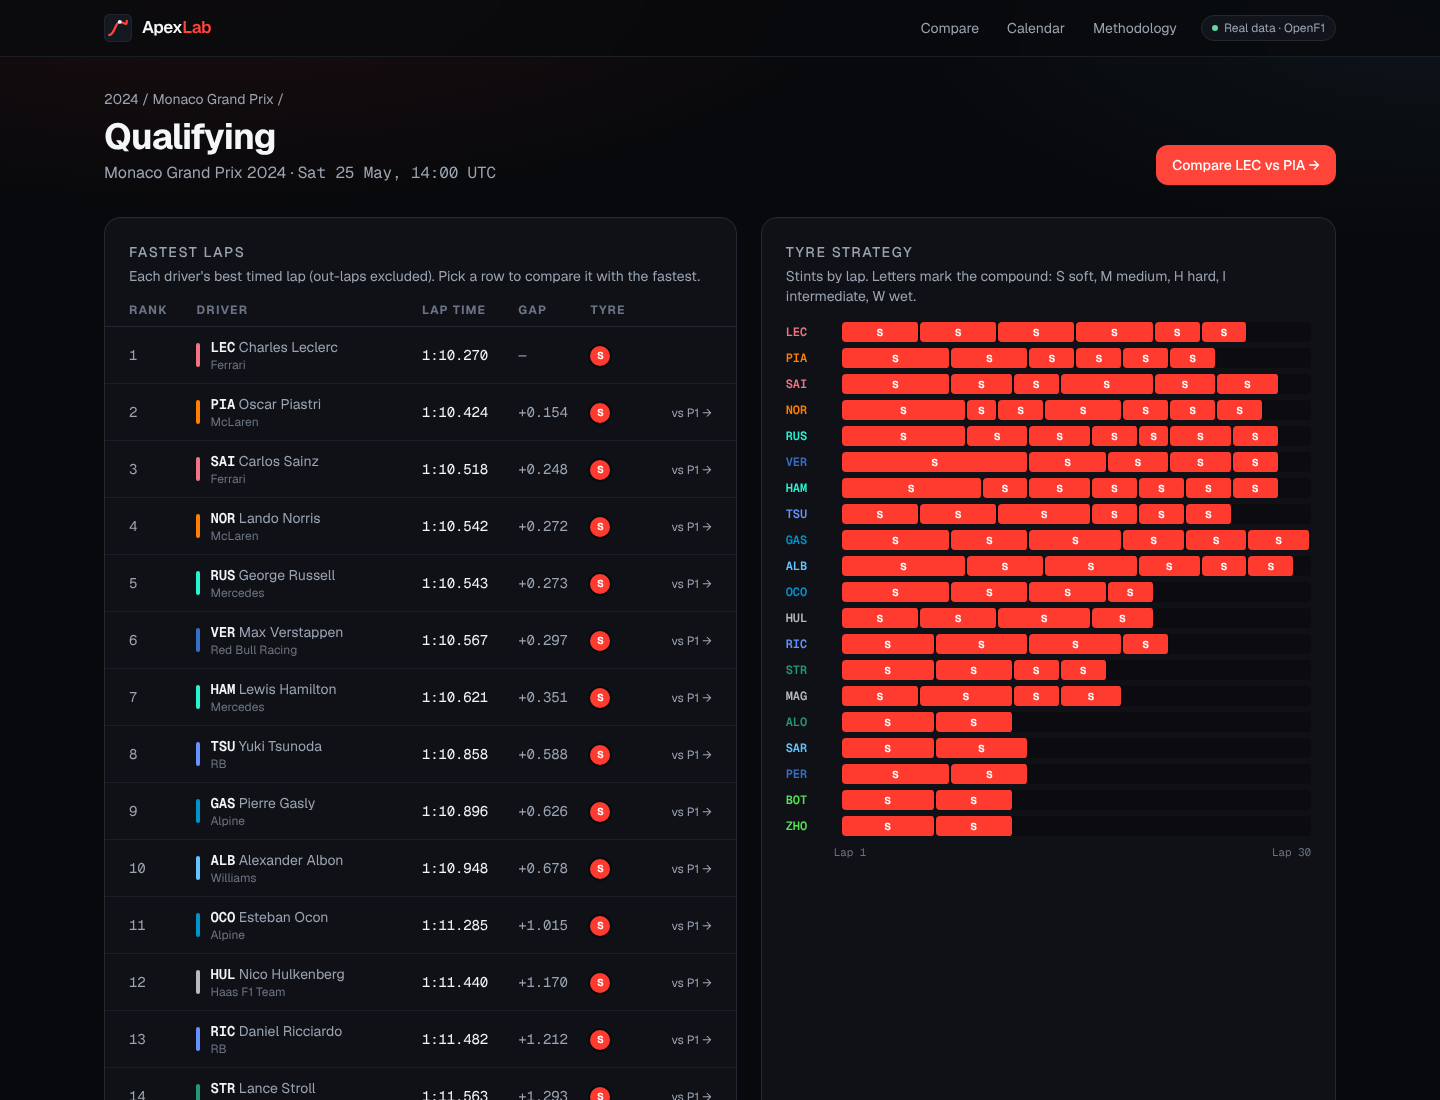 ApexLab
Compare
Calendar
Methodology
Real data · OpenF1
2024 / Monaco Grand Prix /
Qualifying
Monaco Grand Prix 2024 · Sat 25 May, 14:00 UTC
Compare LEC vs PIA →
FASTEST LAPS
Each driver's best timed lap (out-laps excluded). Pick a row to compare it with the fastest.
RANK DRIVER LAP TIME GAP TYRE
1 LEC Charles Leclerc 1:10.270 — S
Ferrari
2 PIA Oscar Piastri 1:10.424 +0.154 S vs P1 →
McLaren
3 SAI Carlos Sainz 1:10.518 +0.248 S vs P1 →
Ferrari
4 NOR Lando Norris 1:10.542 +0.272 S vs P1 →
McLaren
5 RUS George Russell 1:10.543 +0.273 S vs P1 →
Mercedes
6 VER Max Verstappen 1:10.567 +0.297 S vs P1 →
Red Bull Racing
7 HAM Lewis Hamilton 1:10.621 +0.351 S vs P1 →
Mercedes
8 TSU Yuki Tsunoda 1:10.858 +0.588 S vs P1 →
RB
9 GAS Pierre Gasly 1:10.896 +0.626 S vs P1 →
Alpine
10 ALB Alexander Albon 1:10.948 +0.678 S vs P1 →
Williams
11 OCO Esteban Ocon 1:11.285 +1.015 S vs P1 →
Alpine
12 HUL Nico Hulkenberg 1:11.440 +1.170 S vs P1 →
Haas F1 Team
13 RIC Daniel Ricciardo 1:11.482 +1.212 S vs P1 →
RB
14 STR Lance Stroll 1:11.563 +1.293 S vs P1 →
TYRE STRATEGY
Stints by lap. Letters mark the compound: S soft, M medium, H hard, I
intermediate, W wet.
LEC S S S S S S
PIA S S S S S S
SAI S S S S S S
NOR S S S S S S S
RUS S S S S S S S
VER S S S S S
HAM S S S S S S S
TSU S S S S S S
GAS S S S S S S
ALB S S S S S S
OCO S S S S
HUL S S S S
RIC S S S S
STR S S S S
MAG S S S S
ALO S S
SAR S S
PER S S
BOT S S
ZHO S S
Lap 1 Lap 30